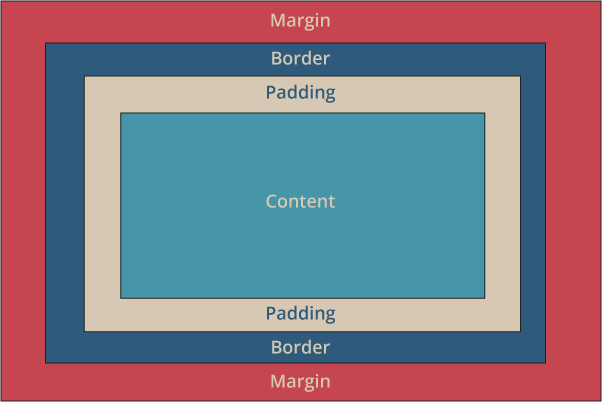 Margin
Border
Padding
Content
Padding
Border
Margin